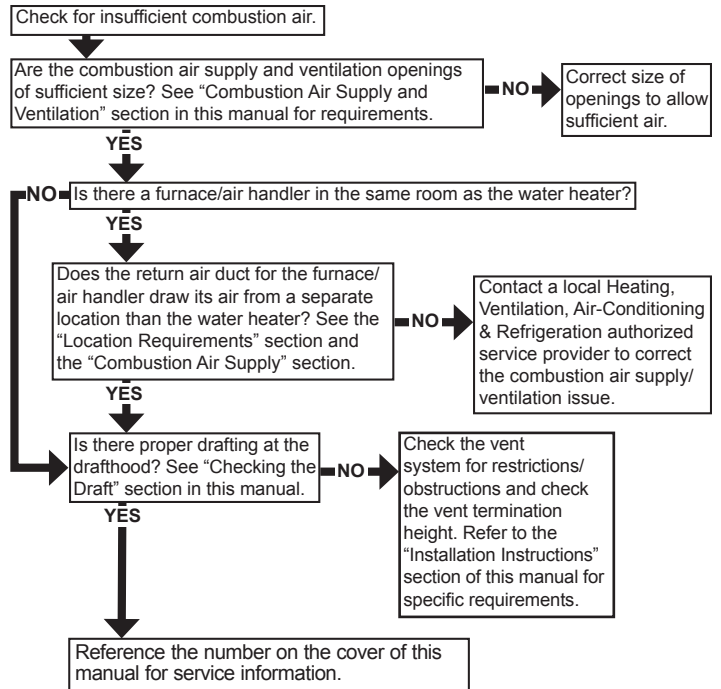 Check for insufficient combustion air.
Are the combustion air supply and ventilation openings
of sufficient size? See “Combustion Air Supply and
Ventilation” section in this manual for requirements.
NO
Correct size of
openings to allow
sufficient air.
YES
NO
Is there a furnace/air handler in the same room as the water heater?
YES
Does the return air duct for the furnace/
air handler draw its air from a separate
location than the water heater? See the
“Location Requirements” section and
the “Combustion Air Supply” section.
NO
Contact a local Heating,
Ventilation, Air-Conditioning
& Refrigeration authorized
service provider to correct
the combustion air supply/
ventilation issue.
YES
Is there proper drafting at the
drafthood? See “Checking the
Draft” section in this manual.
NO
Check the vent
system for restrictions/
obstructions and check
the vent termination
height. Refer to the
“Installation Instructions”
section of this manual for
specific requirements.
YES
Reference the number on the cover of this
manual for service information.